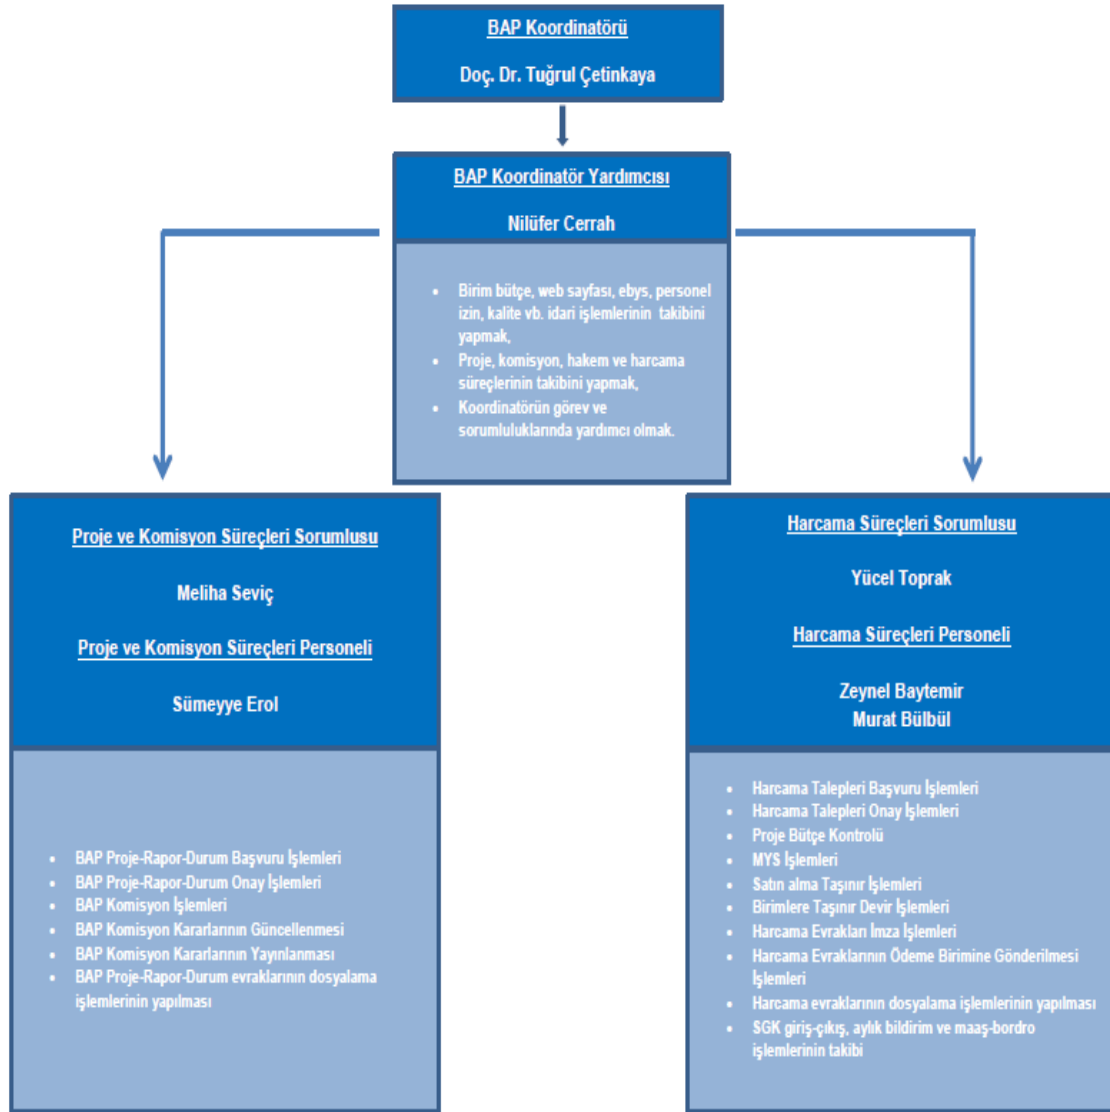 BAP Koordinatörü
Doç. Dr. Tuğrul Çetinkaya
BAP Koordinatör Yardımcısı
Nilüfer Cerrah
• Birim bütçe, web sayfası, ebys, personel
izin, kalite vb. idari işlemlerinin takibini
yapmak,
• Proje, komisyon, hakem ve harcama
süreçlerinin takibini yapmak,
• Koordinatörün görev ve
sorumluluklarında yardımcı olmak.
Proje ve Komisyon Süreçleri Sorumlusu
Meliha Seviç
Proje ve Komisyon Süreçleri Personeli
Sümeyye Erol
• BAP Proje-Rapor-Durum Başvuru İşlemleri
• BAP Proje-Rapor-Durum Onay İşlemleri
• BAP Komisyon İşlemleri
• BAP Komisyon Kararlarının Güncellenmesi
• BAP Komisyon Kararlarının Yayınlanması
• BAP Proje-Rapor-Durum evraklarının dosyalama
işlemlerinin yapılması
Harcama Süreçleri Sorumlusu
Yücel Toprak
Harcama Süreçleri Personeli
Zeynel Baytemir
Murat Bülbül
• Harcama Talepleri Başvuru İşlemleri
• Harcama Talepleri Onay İşlemleri
• Proje Bütçe Kontrolü
• MYS İşlemleri
• Satın alma Taşınır İşlemleri
• Birimlere Taşınır Devir İşlemleri
• Harcama Evrakları İmza İşlemleri
• Harcama Evraklarının Ödeme Birimine Gönderilmesi
İşlemleri
• Harcama evraklarının dosyalama işlemlerinin yapılması
• SGK giriş-çıkış, aylık bildirim ve maaş-bordro
işlemlerinin takibi